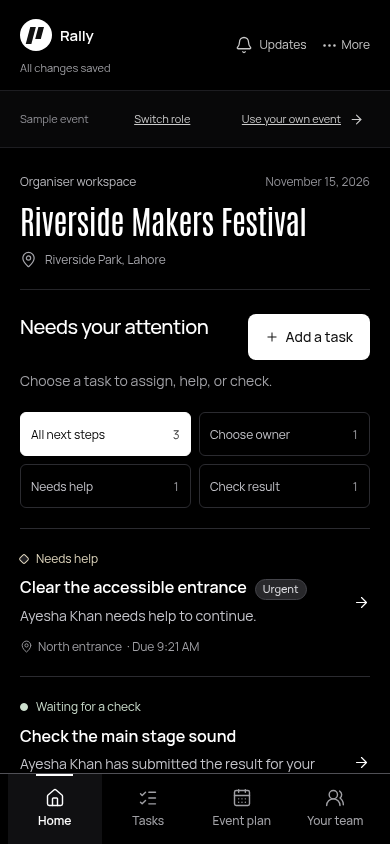 Rally
Updates
More
All changes saved
Sample event
Switch role
Use your own event
Organiser workspace
November 15, 2026
Riverside Makers Festival
Riverside Park, Lahore
Needs your attention
Add a task
Choose a task to assign, help, or check.
All next steps 3
Choose owner 1
Needs help 1
Check result 1
Needs help
Clear the accessible entrance Urgent
Ayesha Khan needs help to continue.
North entrance · Due 9:21 AM
Waiting for a check
Check the main stage sound
Ayesha Khan has submitted the result for your
Home
Tasks
Event plan
Your team